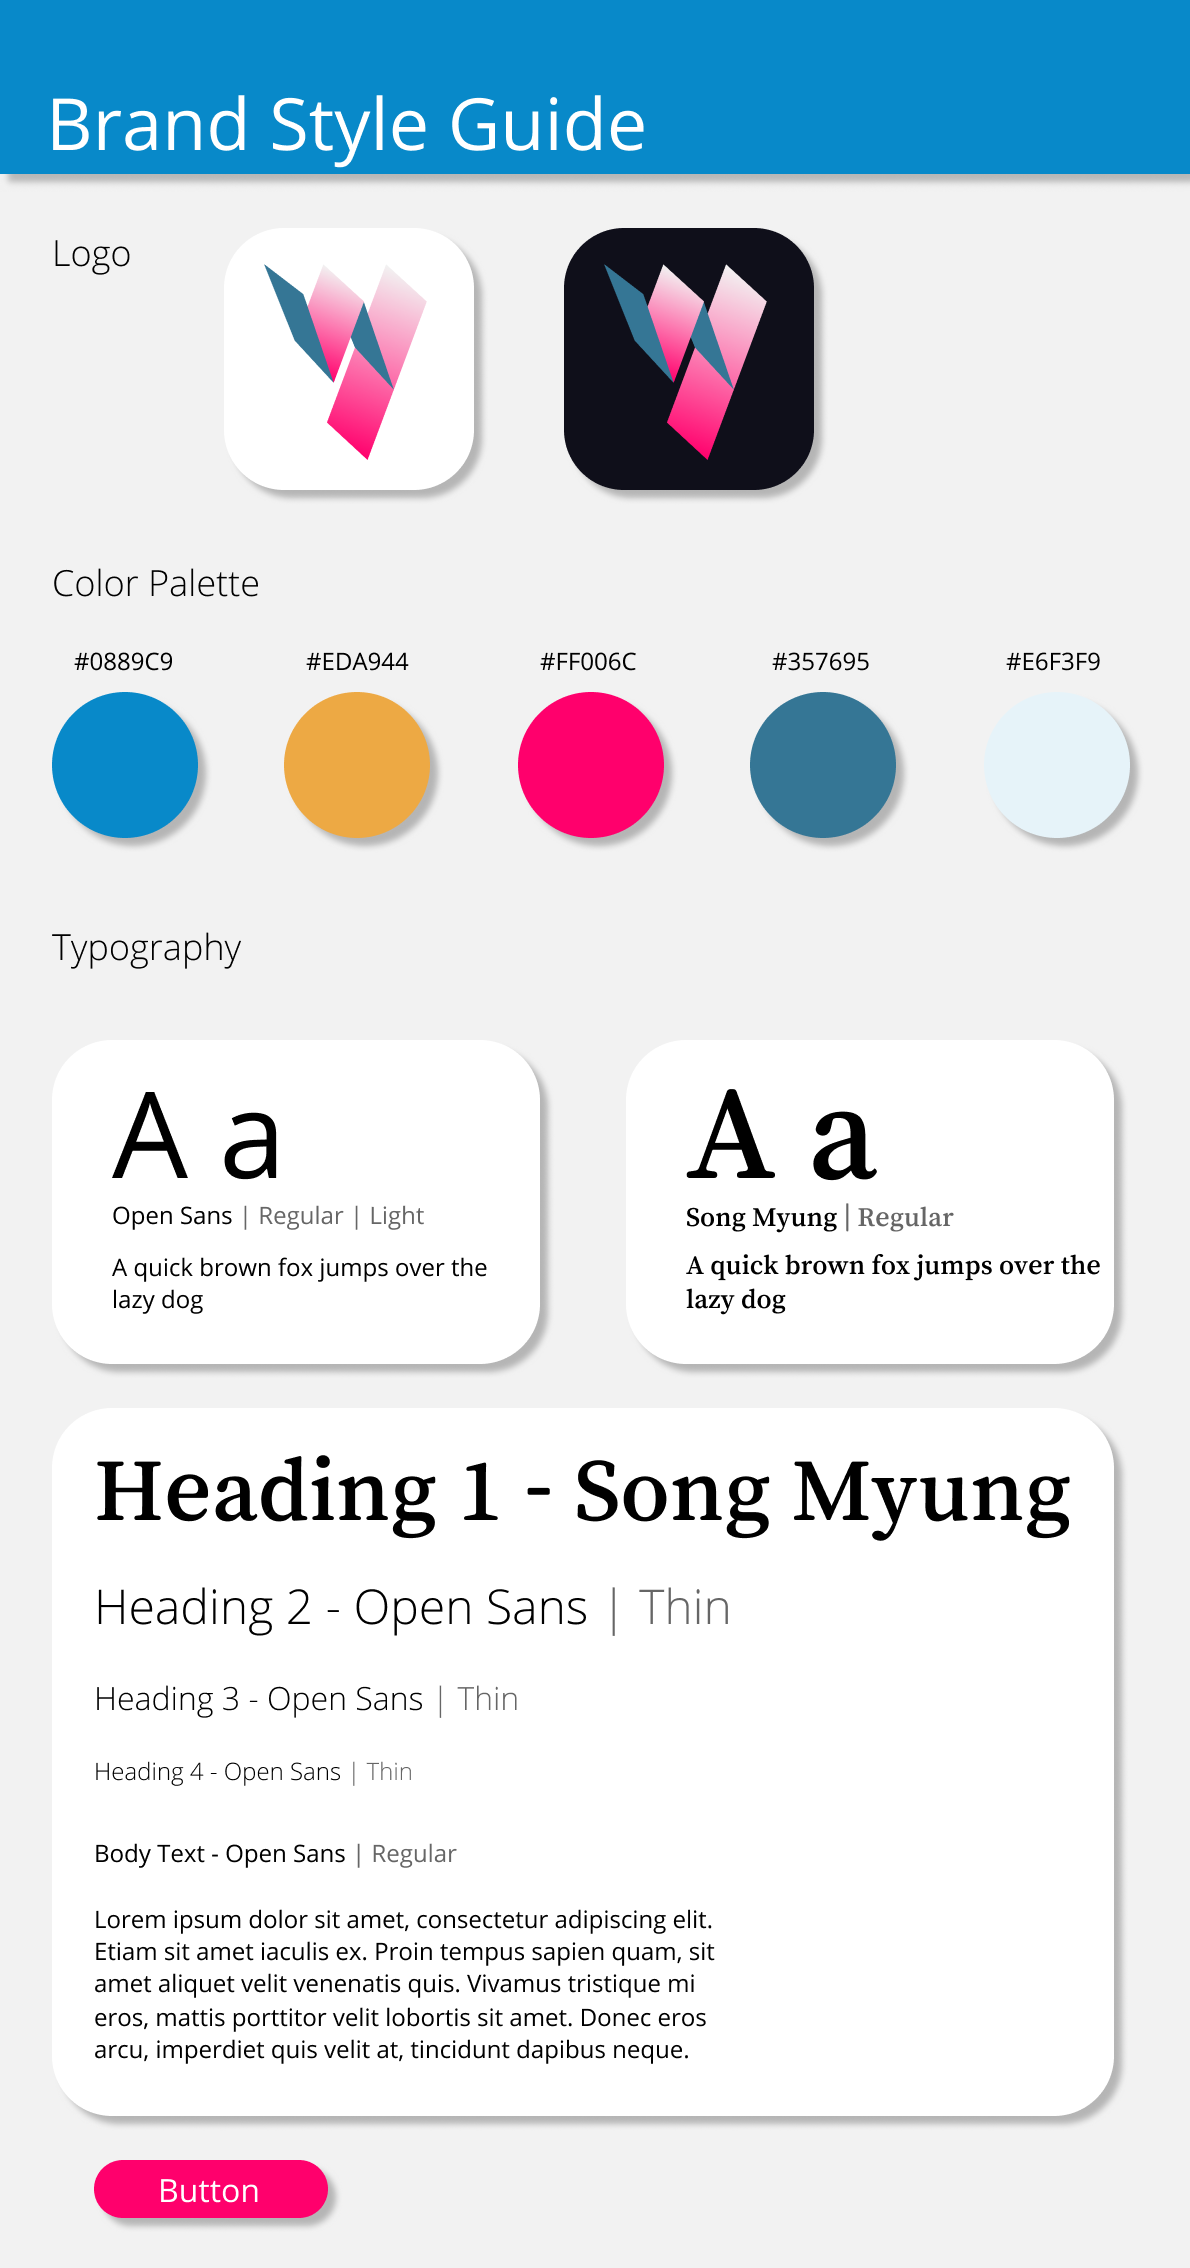 Brand Style Guide
Logo
Color Palette
#0889C9
#EDA944
#FF006C
#357695
#E6F3F9
Typography
A a
Open Sans | Regular | Light
A quick brown fox jumps over the
lazy dog
A a
Song Myung | Regular
A quick brown fox jumps over the
lazy dog
Heading 1 - Song Myung
Heading 2 - Open Sans | Thin
Heading 3 - Open Sans | Thin
Heading 4 - Open Sans | Thin
Body Text - Open Sans | Regular
Lorem ipsum dolor sit amet, consectetur adipiscing elit.
Etiam sit amet iaculis ex. Proin tempus sapien quam, sit
amet aliquet velit venenatis quis. Vivamus tristique mi
eros, mattis porttitor velit lobortis sit amet. Donec eros
arcu, imperdiet quis velit at, tincidunt dapibus neque.
Button